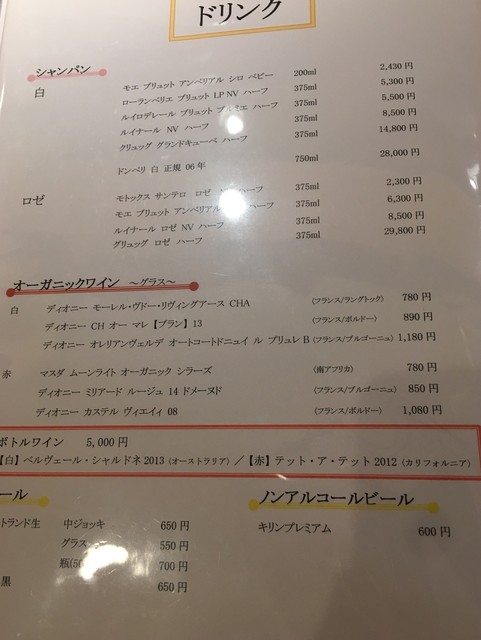 ドリンク
シャンパン
白 モエ ブリュット アンペリアル シロ ベビー 200ml 2,430 円
ローランペリエ ブリュット LP NV ハーフ 375ml 5,300 円
ルイロデレール ブリュット プルミエ ハーフ 375ml 5,500 円
ルイナール NV ハーフ 375ml 8,500 円
クリュッグ グランドキューベ ハーフ 375ml 14,800 円
ドンペリ 白 正規 06 年 750ml 28,000 円
ロゼ モトックス サンテロ ロゼ ハーフ 375ml 2,300 円
モエ ブリュット アンペリアル ハーフ 375ml 6,300 円
ルイナール ロゼ NV ハーフ 375ml 8,500 円
グリュッグ ロゼ ハーフ 375ml 29,800 円
オーガニックワイン ～グラス～
白 ディオニー モーレル・ヴドー・リヴィングアース CHA (フランス/ラングトック) 780 円
ディオニー CH オー マレ【ブラン】13 (フランス/ボルドー) 890 円
ディオニー オレリアンヴェルデ オートコートドニュイ ル プリュレ B (フランス/ブルゴーニュ) 1,180 円
赤 マスダ ムーンライト オーガニック シラーズ (南アフリカ) 780 円
ディオニー ミリアード ルージュ 14 ドメーヌド (フランス/ブルゴーニュ) 850 円
ディオニー カステル ヴィエイィ 08 (フランス/ボルドー) 1,080 円
ボトルワイン 5,000 円
【白】ベルヴェール・シャルドネ 2013 (オーストラリア) ／【赤】テット・ア・テット 2012 (カリフォルニア)
ール
トランド生 中ジョッキ 650 円
グラス 550 円
瓶(50 700 円
黒 650 円
ノンアルコールビール
キリンプレミアム 600 円